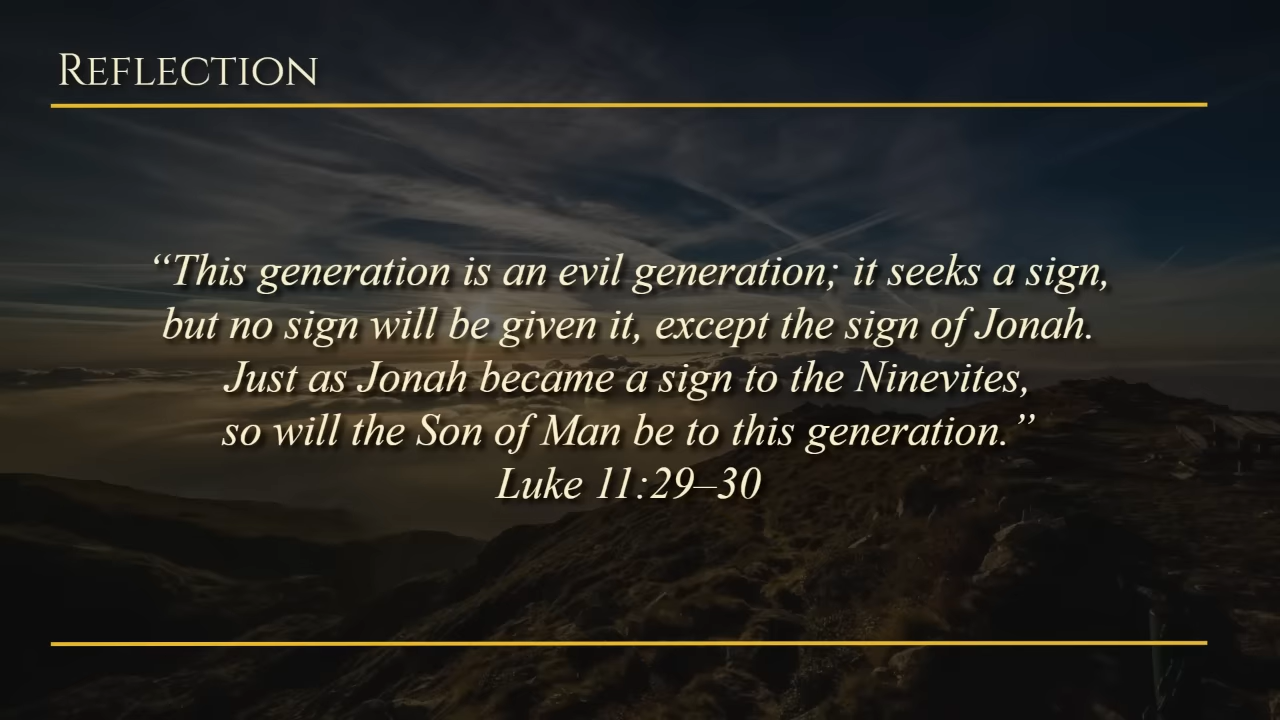 Reflection
“This generation is an evil generation; it seeks a sign,
but no sign will be given it, except the sign of Jonah.
Just as Jonah became a sign to the Ninevites,
so will the Son of Man be to this generation.”
Luke 11:29–30